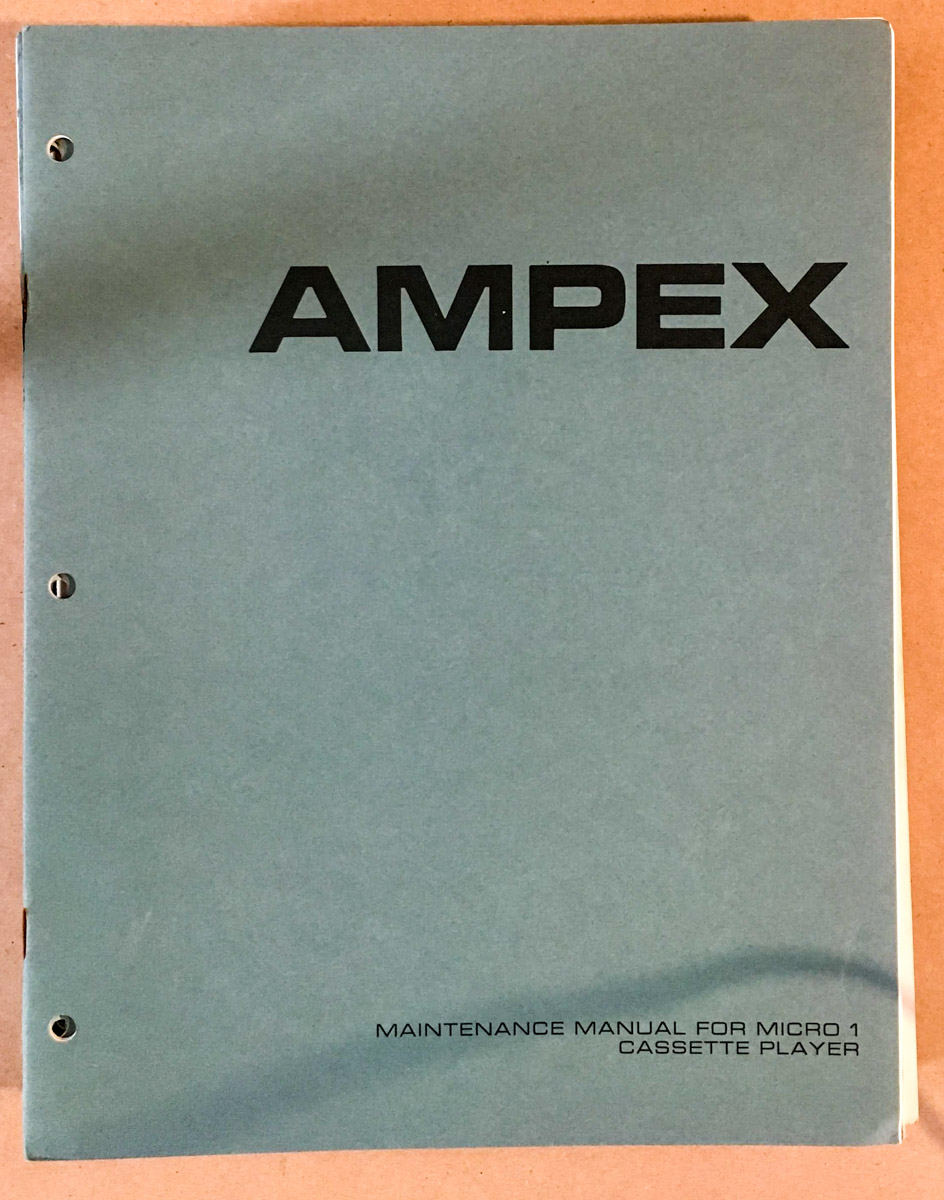 AMPEX
MAINTENANCE MANUAL FOR MICRO 1
CASSETTE PLAYER